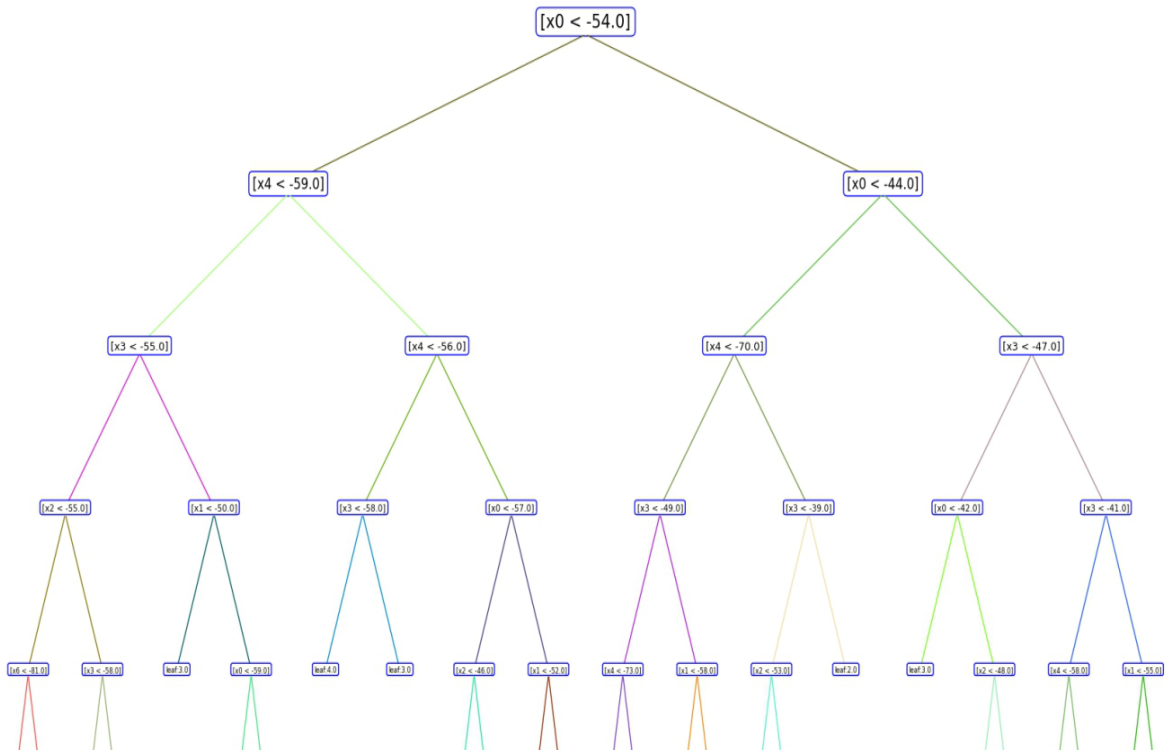 [x0 < -54.0]
[x4 < -59.0]
[x0 < -44.0]
[x3 < -55.0]
[x4 < -56.0]
[x4 < -70.0]
[x3 < -47.0]
[x2 < -55.0]
[x1 < -50.0]
[x3 < -58.0]
[x0 < -57.0]
[x3 < -49.0]
[x3 < -39.0]
[x0 < -42.0]
[x3 < -41.0]
[x6 < -81.0]
[x3 < -58.0]
leaf:3.0
[x0 < -59.0]
leaf:4.0
leaf:3.0
[x2 < -46.0]
[x1 < -52.0]
[x4 < -73.0]
[x1 < -58.0]
[x2 < -53.0]
leaf:2.0
leaf:3.0
[x2 < -48.0]
[x4 < -58.0]
[x1 < -55.0]